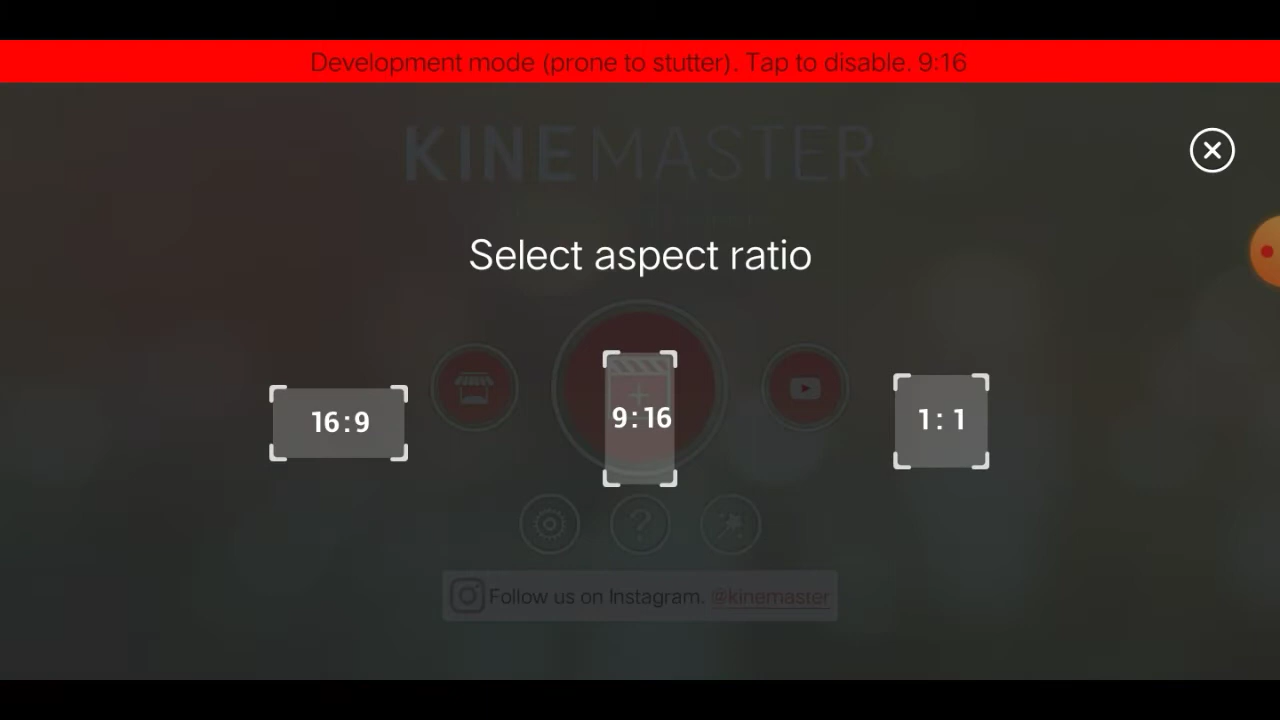 Development mode (prone to stutter). Tap to disable. 9:16
KINEMASTER
Select aspect ratio
16:9
9:16
1:1
Follow us on Instagram. @kinemaster